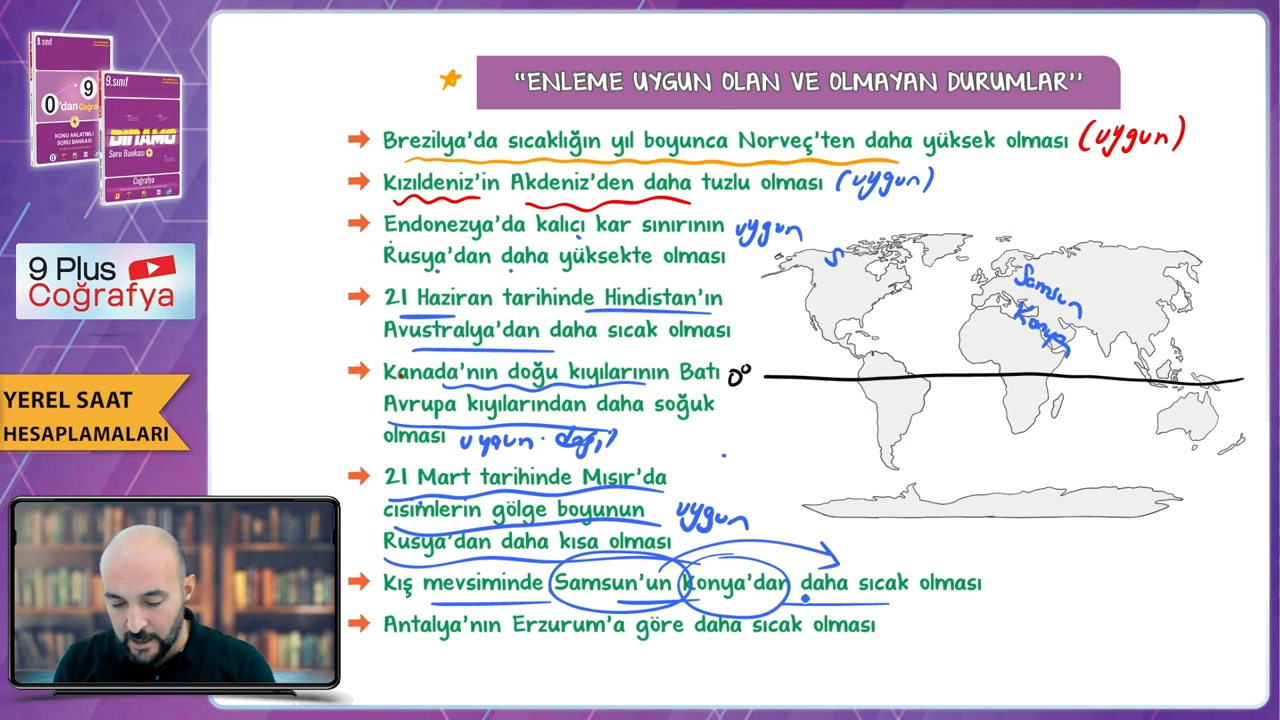 9.sınıf
9.sınıf
0'dan 9
KONU ANLATIMLI
SORU BANKASI
DINAMO
Soru Bankası
Coğrafya
9 Plus
Coğrafya
YEREL SAAT
HESAPLAMALARI
"ENLEME UYGUN OLAN VE OLMAYAN DURUMLAR"
Brezilya'da sıcaklığın yıl boyunca Norveç'ten daha yüksek olması (uygun)
Kızıldeniz'in Akdeniz'den daha tuzlu olması (uygun)
Endonezya'da kalıcı kar sınırının uygun
Rusya'dan daha yüksekte olması
21 Haziran tarihinde Hindistan'ın
Avustralya'dan daha sıcak olması
Kanada'nın doğu kıyılarının Batı
Avrupa kıyılarından daha soğuk
olması uygun değil
21 Mart tarihinde Mısır'da
cisimlerin gölge boyunun uygun
Rusya'dan daha kısa olması
Kış mevsiminde Samsun'un Konya'dan daha sıcak olması
Antalya'nın Erzurum'a göre daha sıcak olması
S
Samsun
Konya
0°